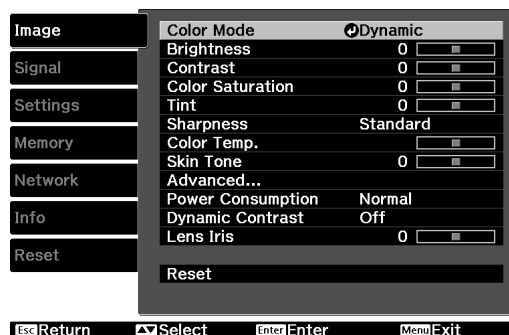 Image
Signal
Settings
Memory
Network
Info
Reset
Color Mode Dynamic
Brightness 0
Contrast 0
Color Saturation 0
Tint 0
Sharpness Standard
Color Temp.
Skin Tone 0
Advanced...
Power Consumption Normal
Dynamic Contrast Off
Lens Iris 0
Reset
Esc Return Select Enter Enter Menu Exit